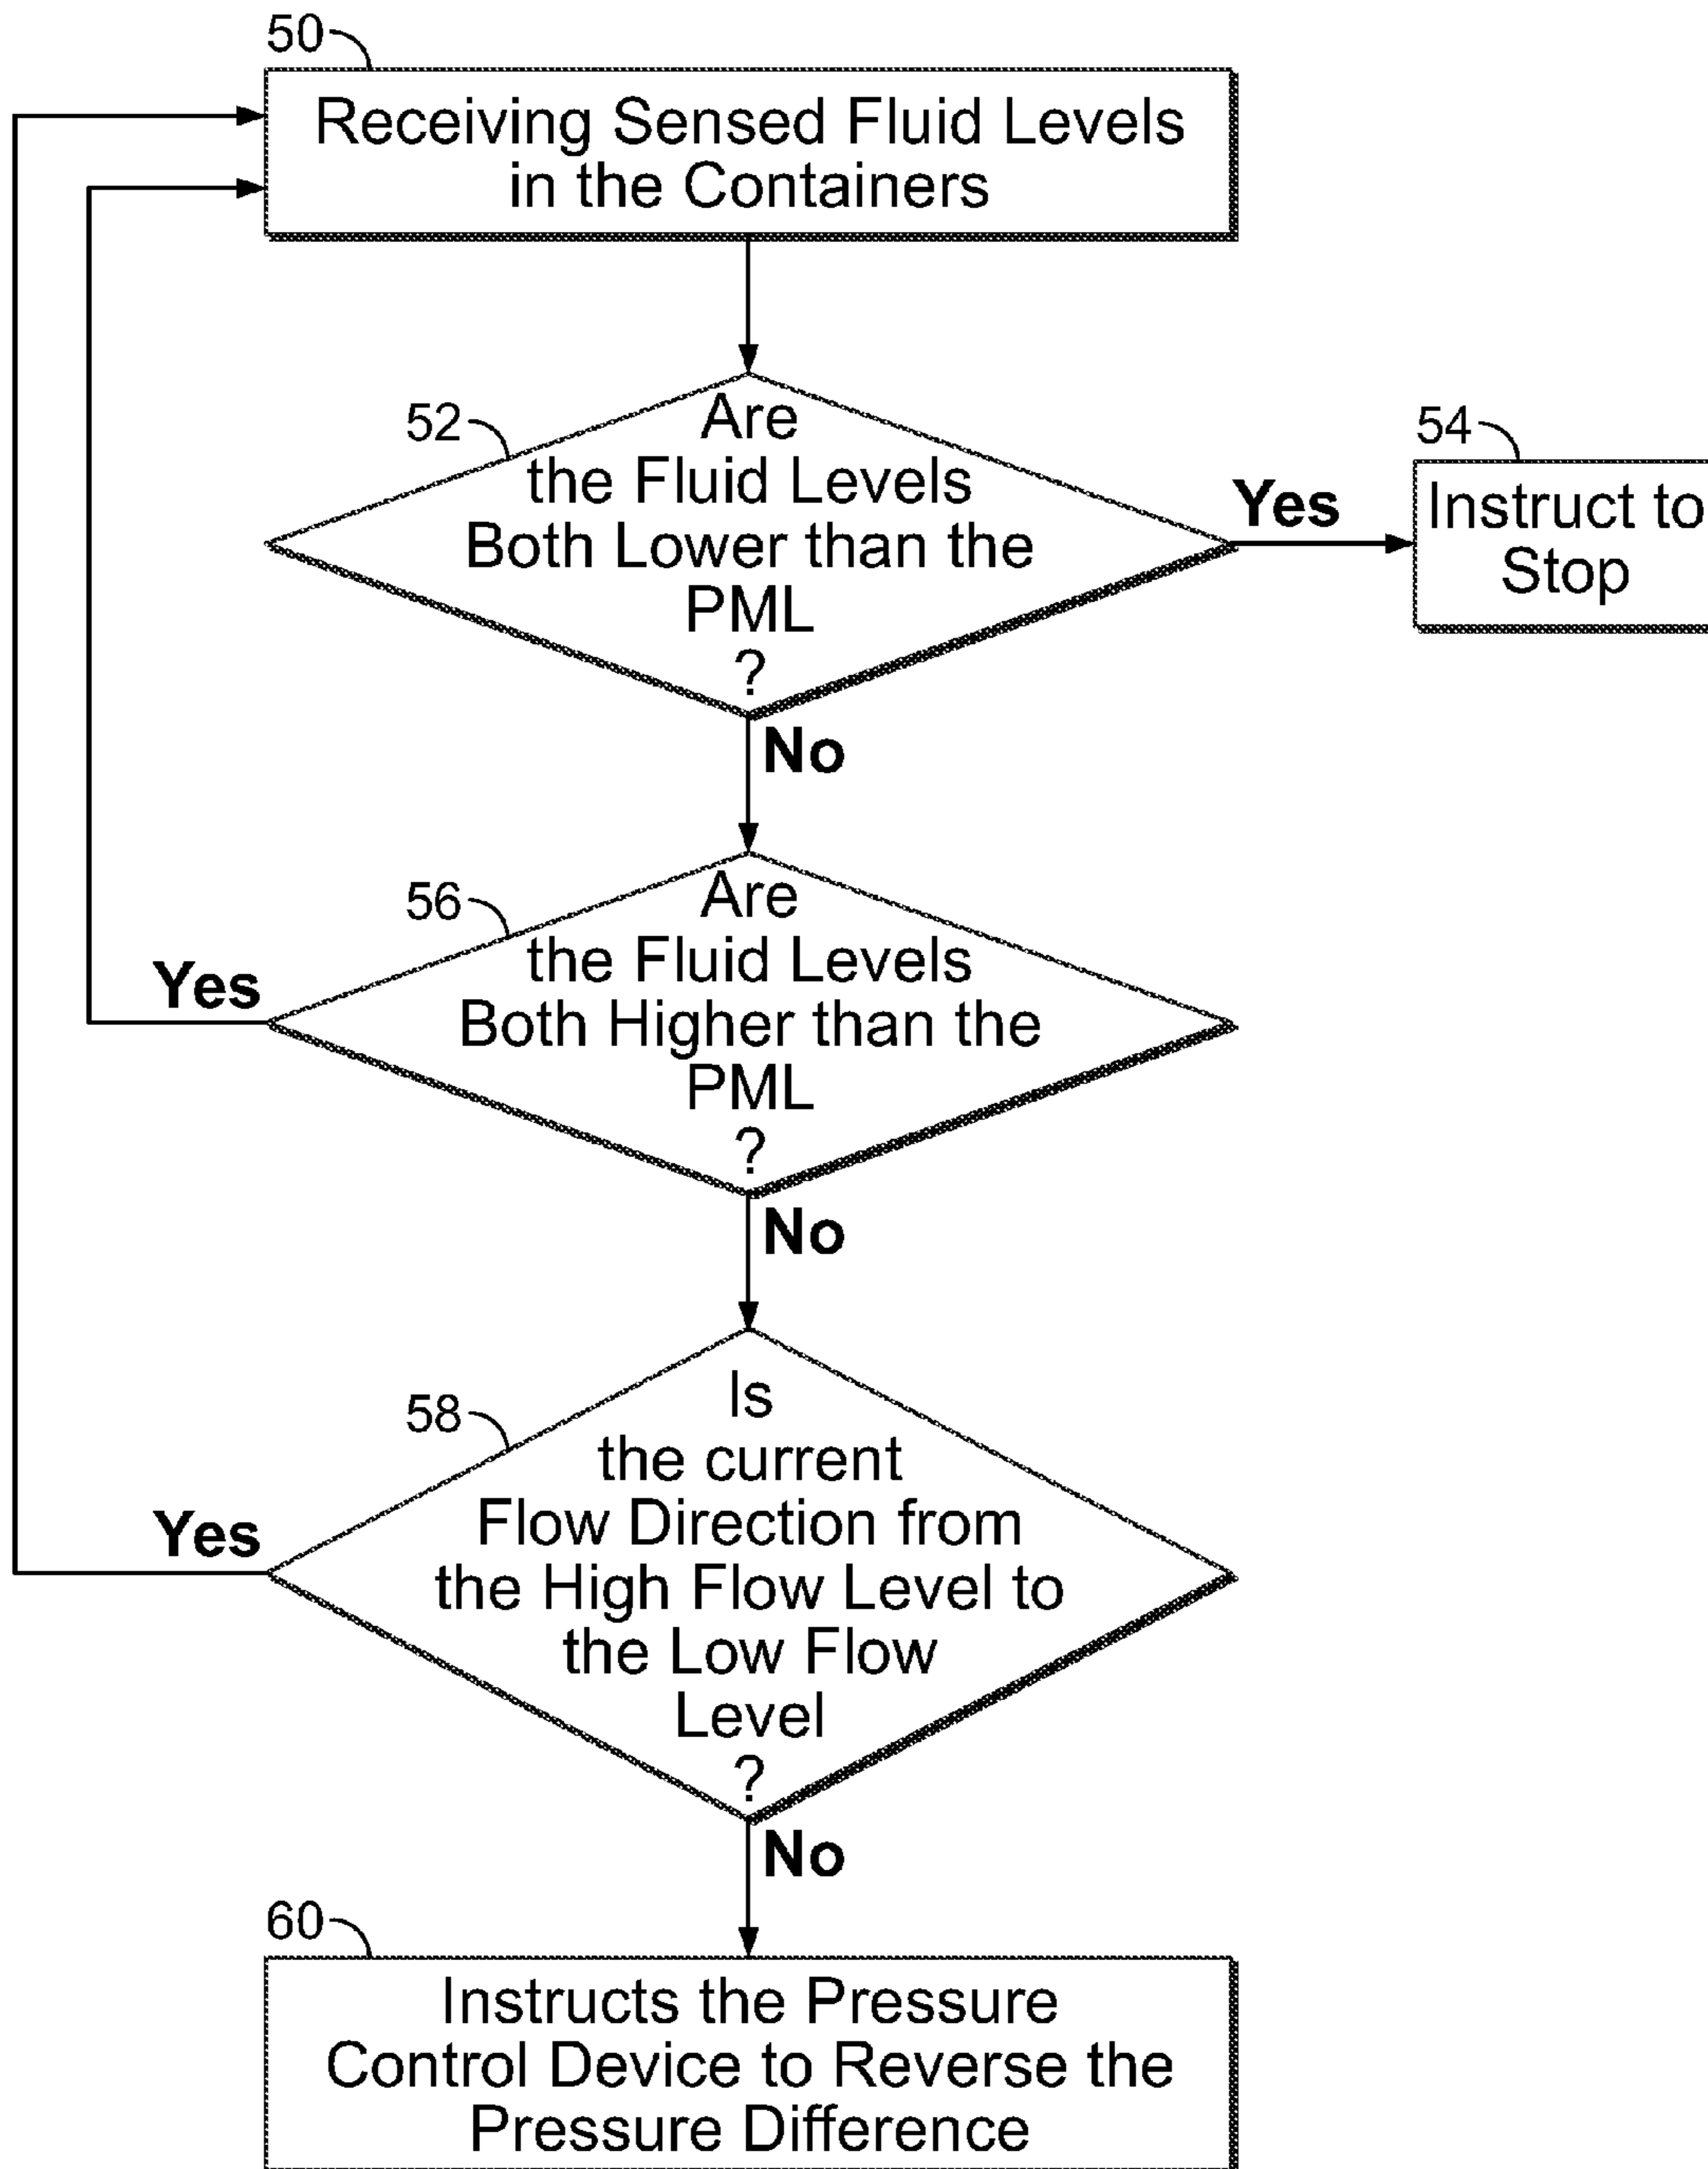 50
Receiving Sensed Fluid Levels
in the Containers
52
Are
the Fluid Levels
Both Lower than the
PML
?
Yes
54
Instruct to
Stop
No
56
Are
the Fluid Levels
Both Higher than the
PML
?
Yes
No
58
Is
the current
Flow Direction from
the High Flow Level to
the Low Flow
Level
?
Yes
No
60
Instructs the Pressure
Control Device to Reverse the
Pressure Difference